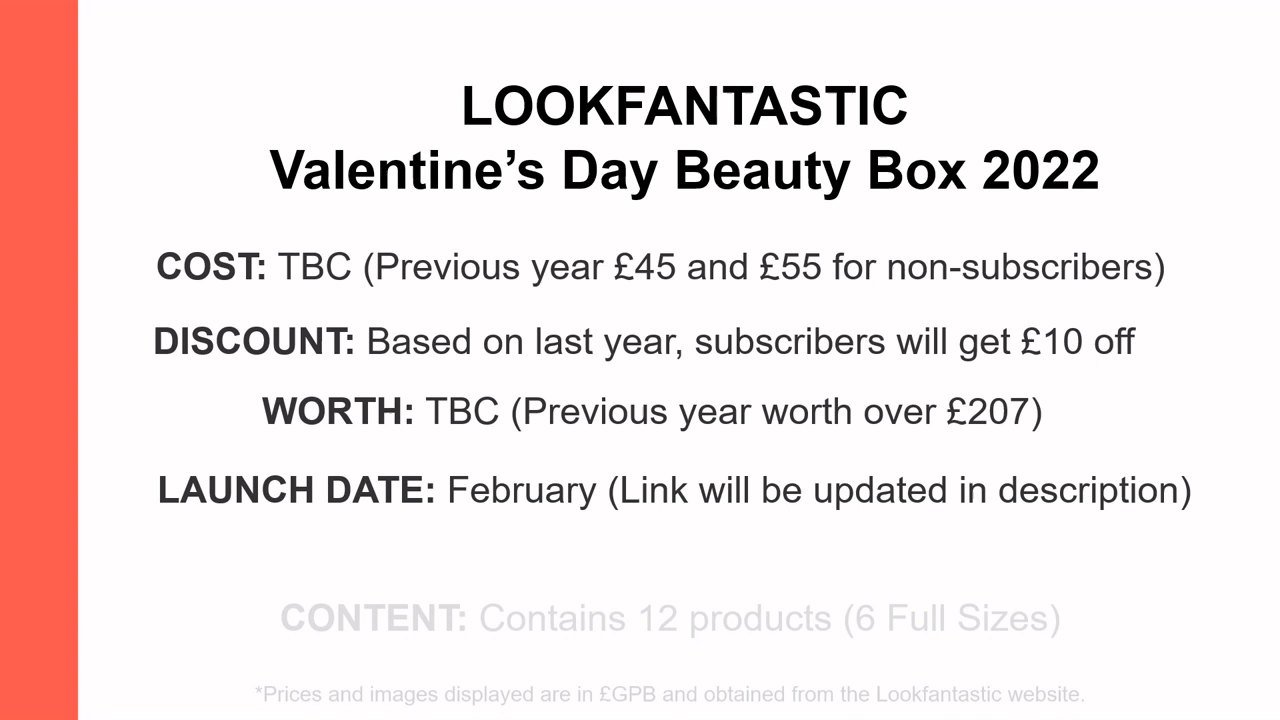 LOOKFANTASTIC
Valentine’s Day Beauty Box 2022
COST: TBC (Previous year £45 and £55 for non-subscribers)
DISCOUNT: Based on last year, subscribers will get £10 off
WORTH: TBC (Previous year worth over £207)
LAUNCH DATE: February (Link will be updated in description)
CONTENT: Contains 12 products (6 Full Sizes)
*Prices and images displayed are in £GPB and obtained from the Lookfantastic website.